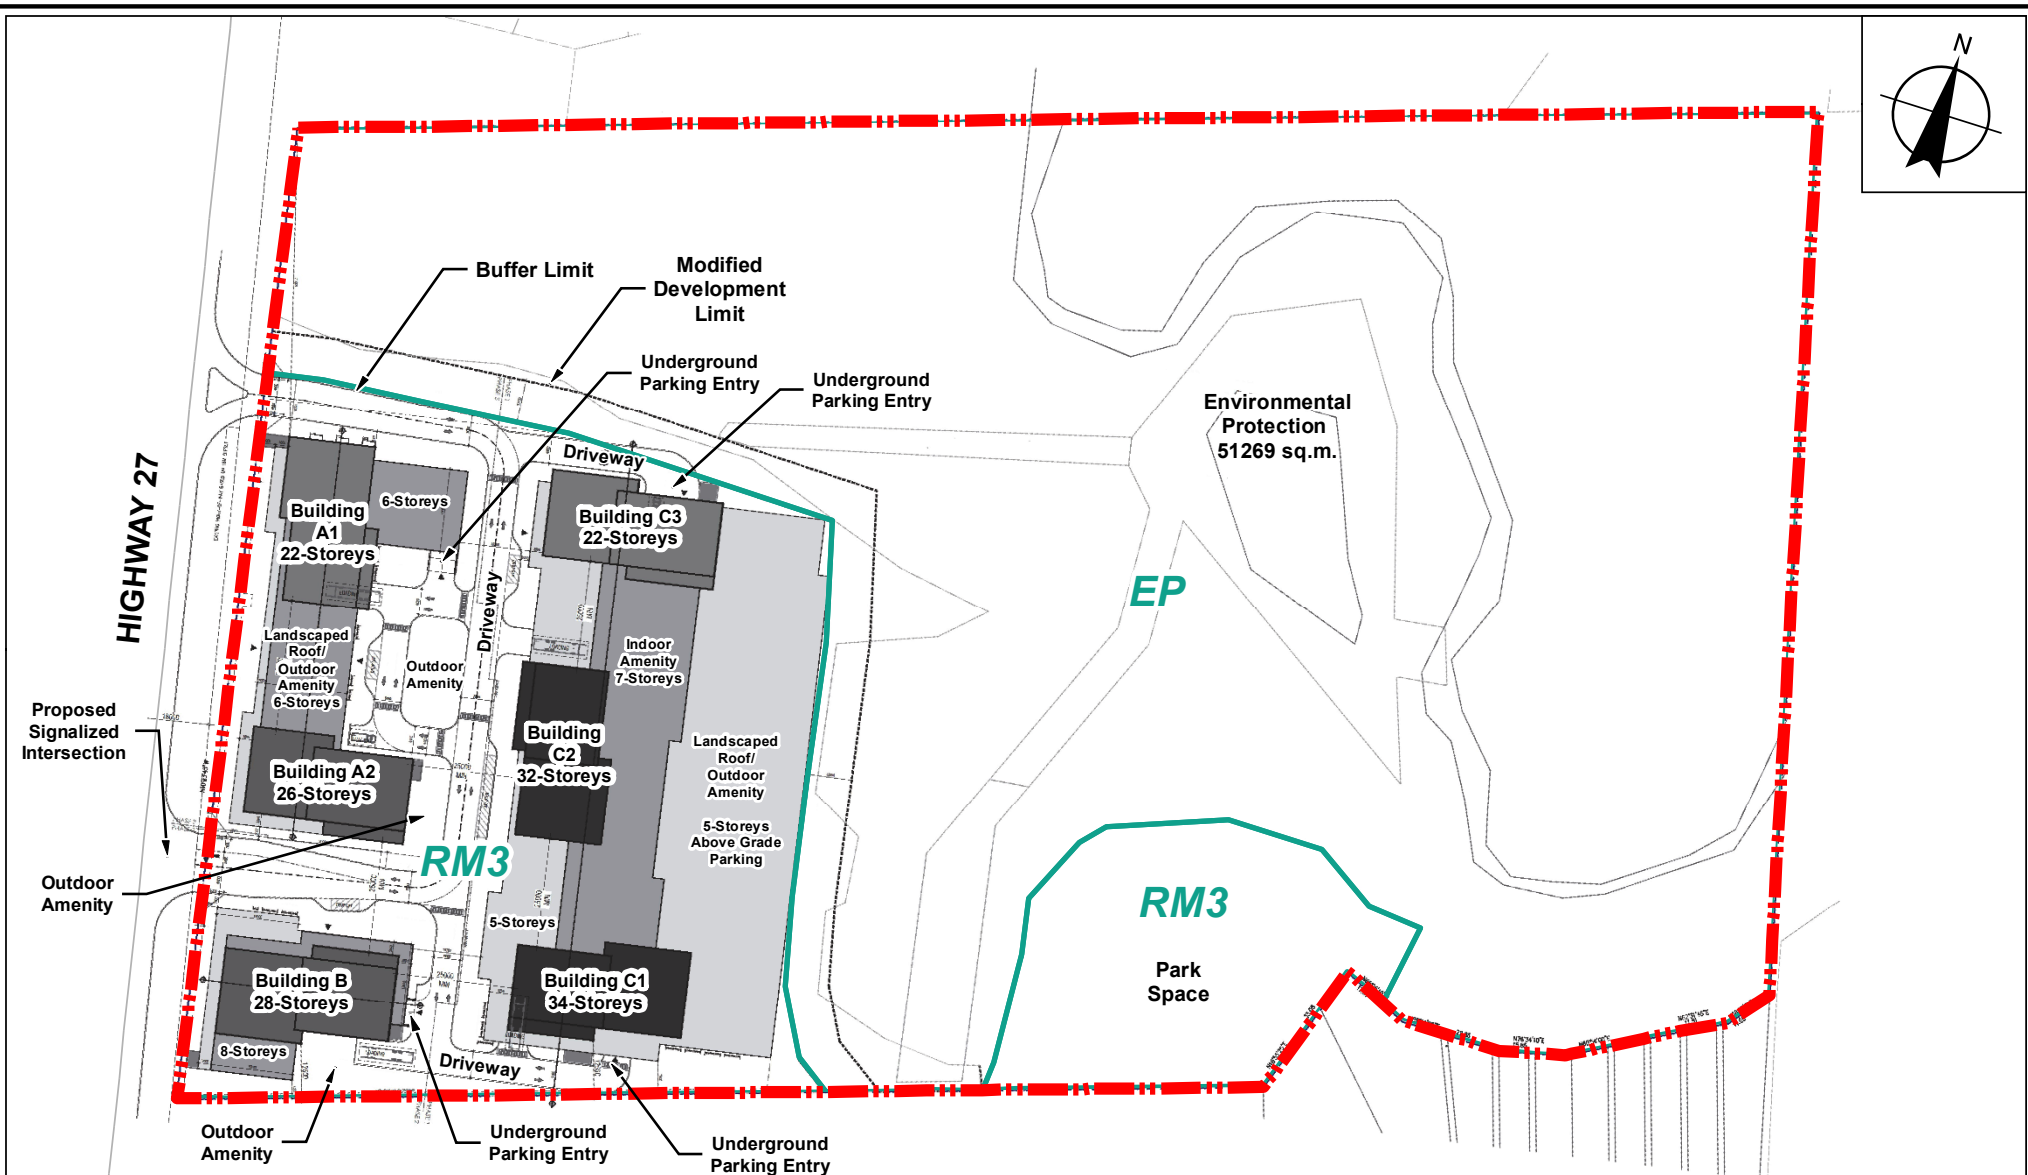 N
Buffer Limit
Modified
Development
Limit
Underground
Parking Entry
Underground
Parking Entry
Environmental
Protection
51269 sq.m.
Driveway
HIGHWAY 27
6-Storeys
Building
A1
22-Storeys
Building C3
22-Storeys
Driveway
EP
Landscaped
Roof/
Outdoor
Amenity
6-Storeys
Outdoor
Amenity
Indoor
Amenity
7-Storeys
Proposed
Signalized
Intersection
Building
C2
32-Storeys
Landscaped
Roof/
Outdoor
Amenity
5-Storeys
Above Grade
Parking
Building A2
26-Storeys
RM3
Outdoor
Amenity
RM3
5-Storeys
Park
Space
Building B
28-Storeys
Building C1
34-Storeys
8-Storeys
Driveway
Outdoor
Amenity
Underground
Parking Entry
Underground
Parking Entry